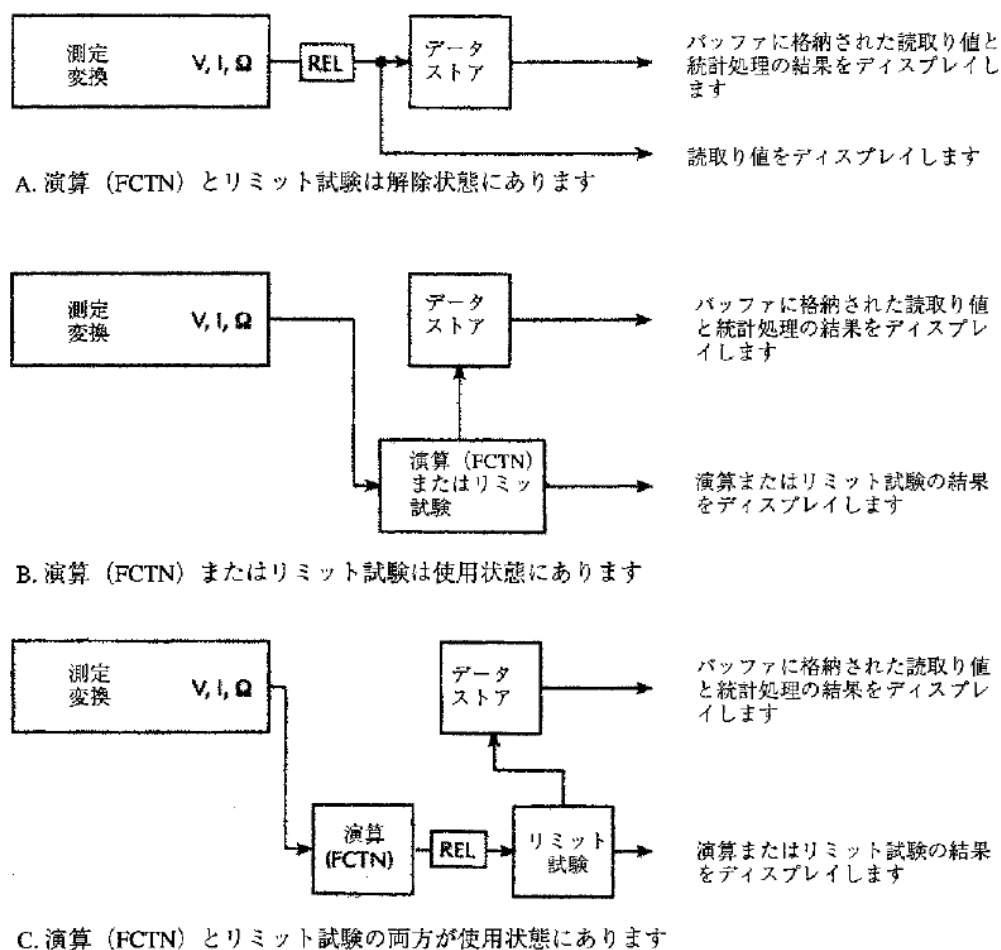 測定
変換
V, I, Ω
REL
データ
ストア
バッファに格納された読取り値と
統計処理の結果をディスプレイし
ます
読取り値をディスプレイします
A. 演算（FCTN）とリミット試験は解除状態にあります
測定
変換
V, I, Ω
データ
ストア
バッファに格納された読取り値
と統計処理の結果をディスプレ
イします
演算（FCTN）
またはリミッ
試験
演算またはリミット試験の結果
をディスプレイします
B. 演算（FCTN）またはリミット試験は使用状態にあります
測定
変換
V, I, Ω
データ
ストア
バッファに格納された読取り値
と統計処理の結果をディスプレ
イします
演算
(FCTN)
REL
リミット
試験
演算またはリミット試験の結果
をディスプレイします
C. 演算（FCTN）とリミット試験の両方が使用状態にあります